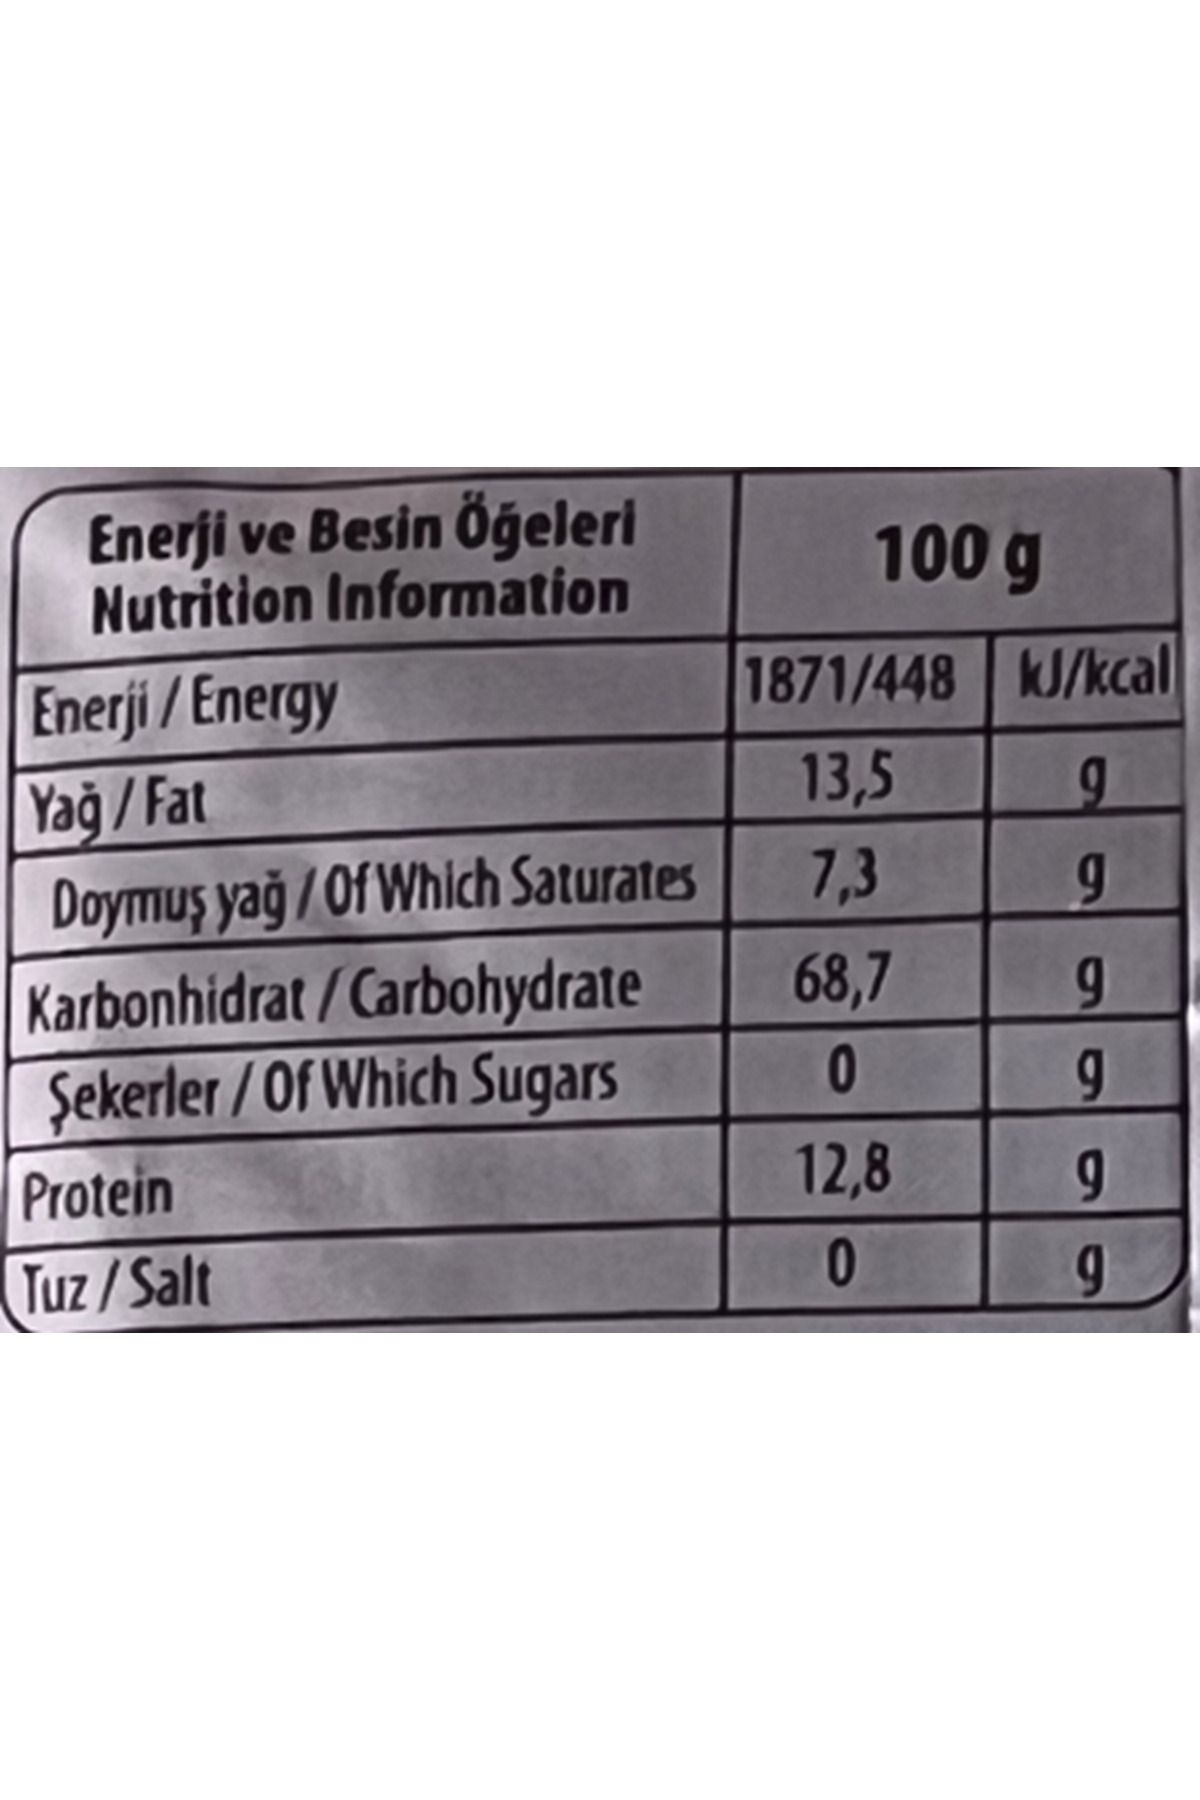 Enerji ve Besin Öğeleri
Nutrition Information
100 g
Enerji / Energy 1871/448 kJ/kcal
Yağ / Fat 13,5 g
Doymuş yağ / Of Which Saturates 7,3 g
Karbonhidrat / Carbohydrate 68,7 g
Şekerler / Of Which Sugars 0 g
Protein 12,8 g
Tuz / Salt 0 g